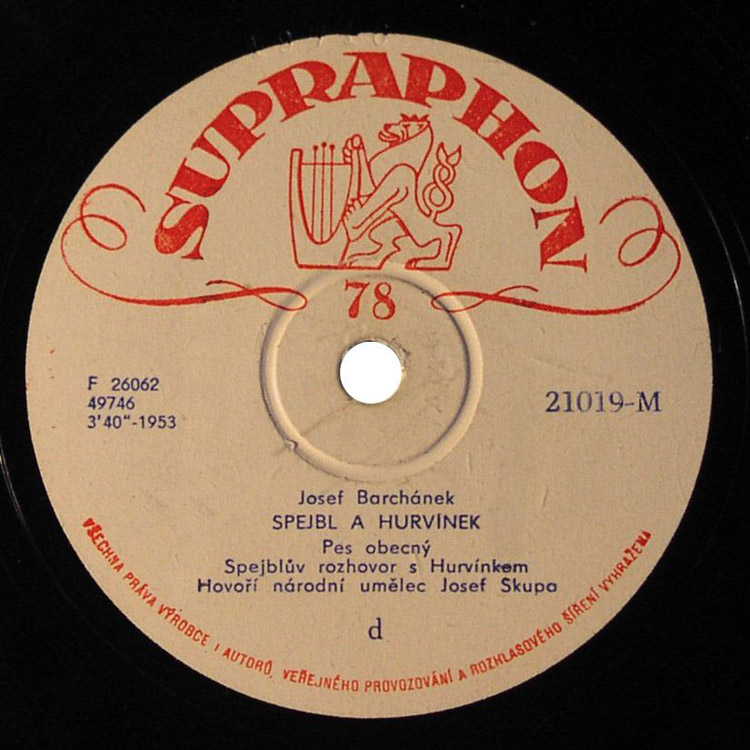 SUPRAPHON
78
F 26062
49746
3'40"-1953
21019-M
Josef Barchánek
SPEJBL A HURVÍNEK
Pes obecný
Spejblův rozhovor s Hurvínkem
Hovoří národní umělec Josef Skupa
d
VŠECHNA PRÁVA VÝROBCE I AUTORŮ, VEŘEJNÉHO PROVOZOVÁNÍ A ROZHLASOVÉHO ŠÍŘENÍ VYHRAŽENA